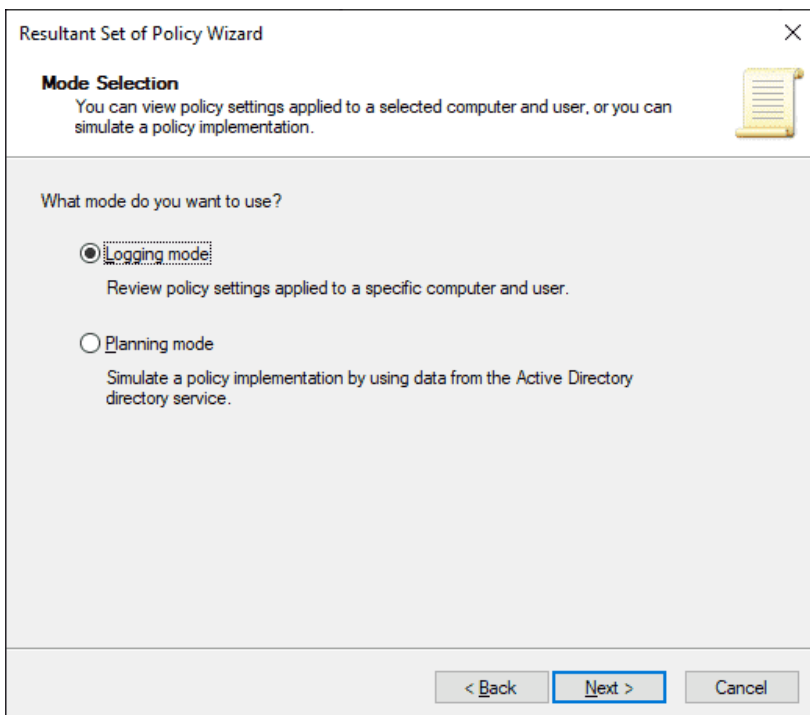 Resultant Set of Policy Wizard
Mode Selection
You can view policy settings applied to a selected computer and user, or you can
simulate a policy implementation.
What mode do you want to use?
Logging mode
Review policy settings applied to a specific computer and user.
Planning mode
Simulate a policy implementation by using data from the Active Directory
directory service.
< Back
Next >
Cancel